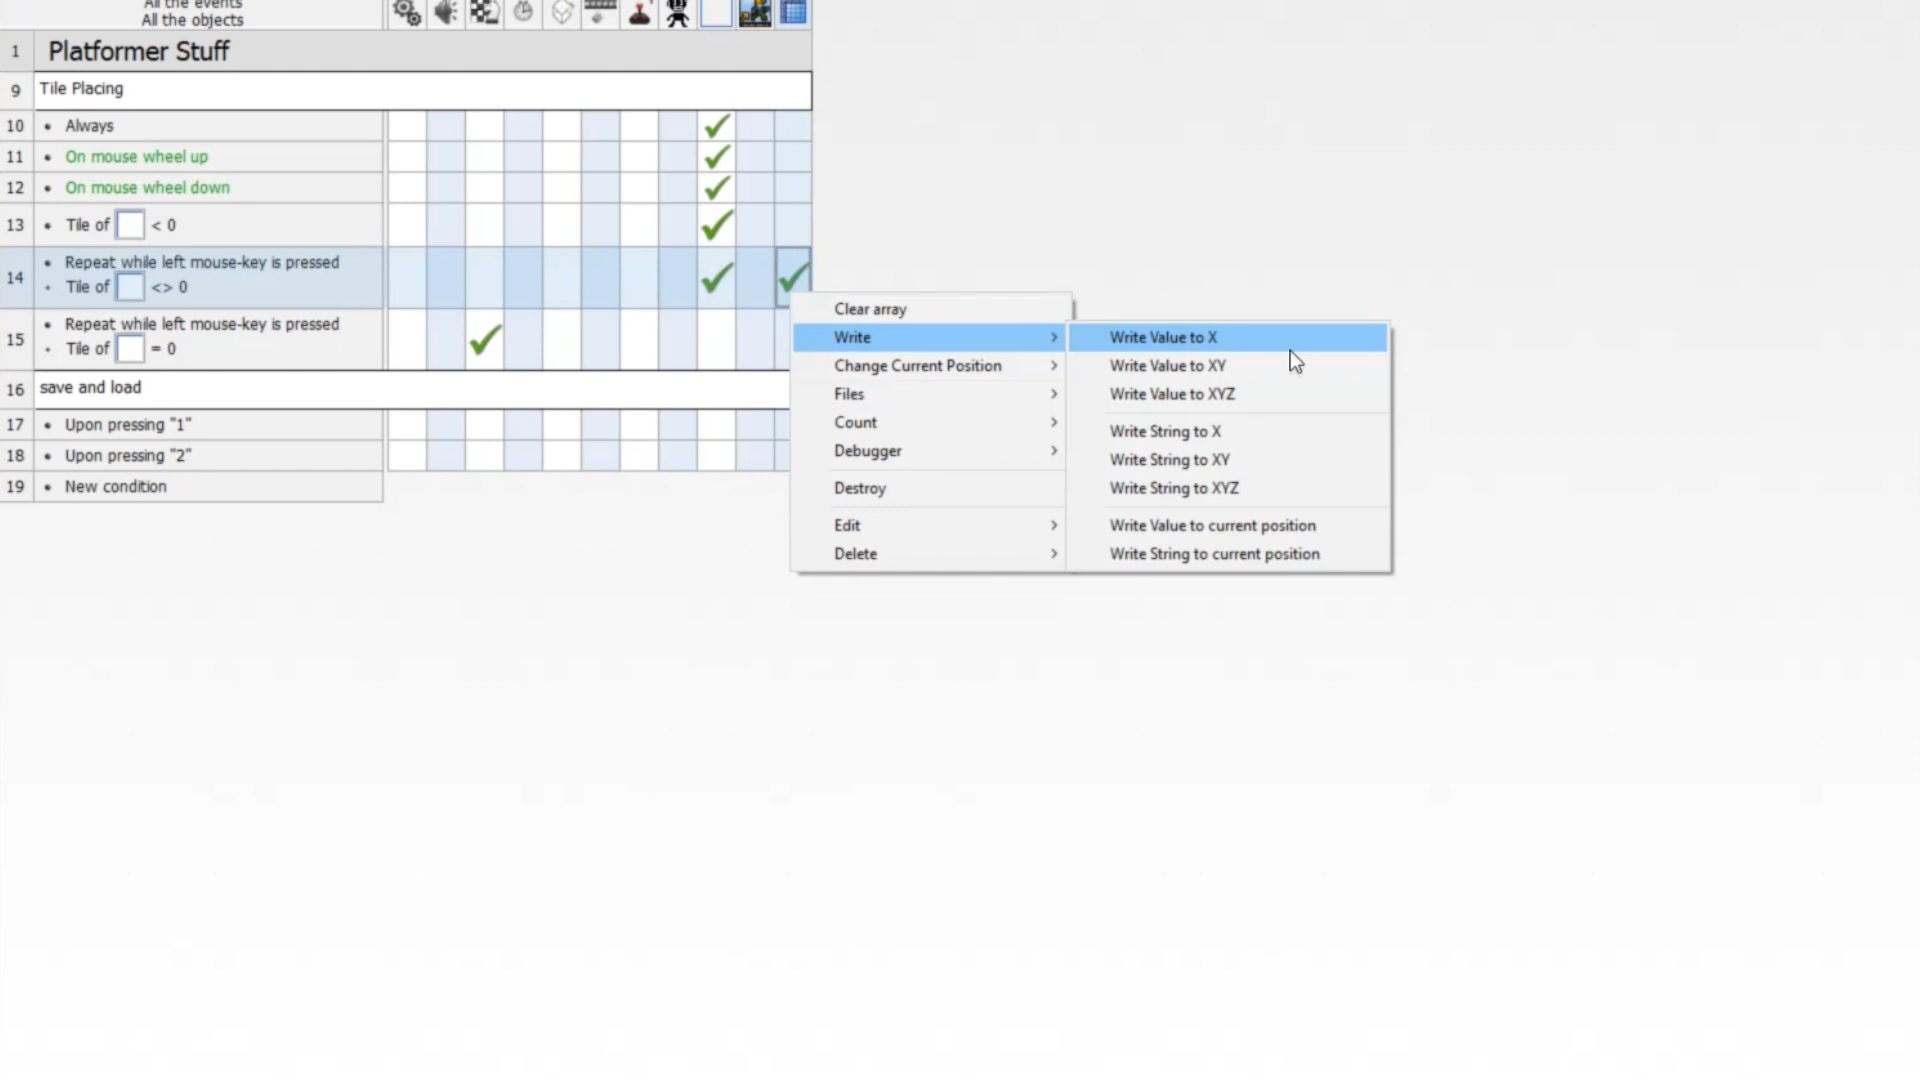 All the events
All the objects
1 Platformer Stuff
9 Tile Placing
10 • Always
11 • On mouse wheel up
12 • On mouse wheel down
13 • Tile of < 0
14 • Repeat while left mouse-key is pressed
• Tile of <> 0
15 • Repeat while left mouse-key is pressed
• Tile of = 0
16 save and load
17 • Upon pressing "1"
18 • Upon pressing "2"
19 • New condition
Clear array
Write
Change Current Position
Files
Count
Debugger
Destroy
Edit
Delete
Write Value to X
Write Value to XY
Write Value to XYZ
Write String to X
Write String to XY
Write String to XYZ
Write Value to current position
Write String to current position